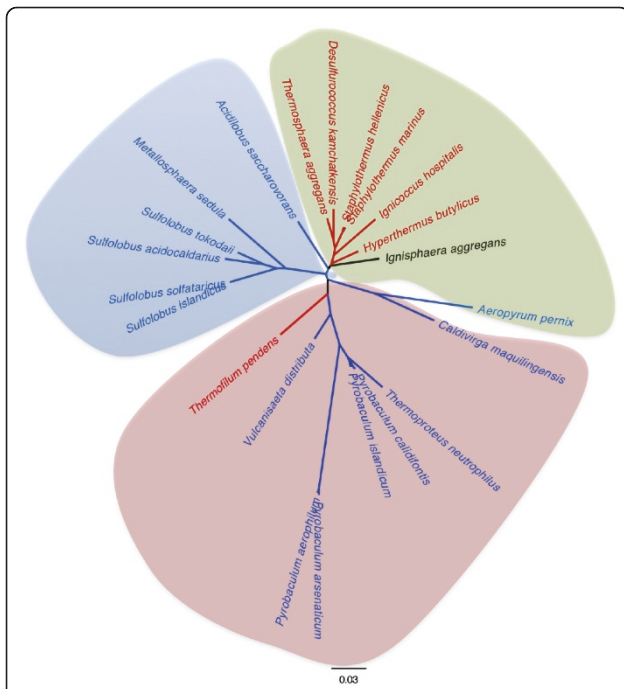 Desulfurococcus kamchatkensis
Thermosphaera aggregans
Staphylothermus hellenicus
Staphylothermus marinus
Ignicoccus hospitalis
Hyperthermus butylicus
Ignisphaera aggregans
Acidilobus saccharovorans
Metallosphaera sedula
Sulfolobus tokodaii
Sulfolobus acidocaldarius
Sulfolobus solfataricus
Sulfolobus islandicus
Aeropyrum pernix
Caldivirga maquilingensis
Thermofilum pendens
Vulcanisaeta distributa
Thermoproteus neutrophilus
Pyrobaculum calidifontis
Pyrobaculum islandicum
Pyrobaculum aerophilum
Pyrobaculum arsenaticum
0.03